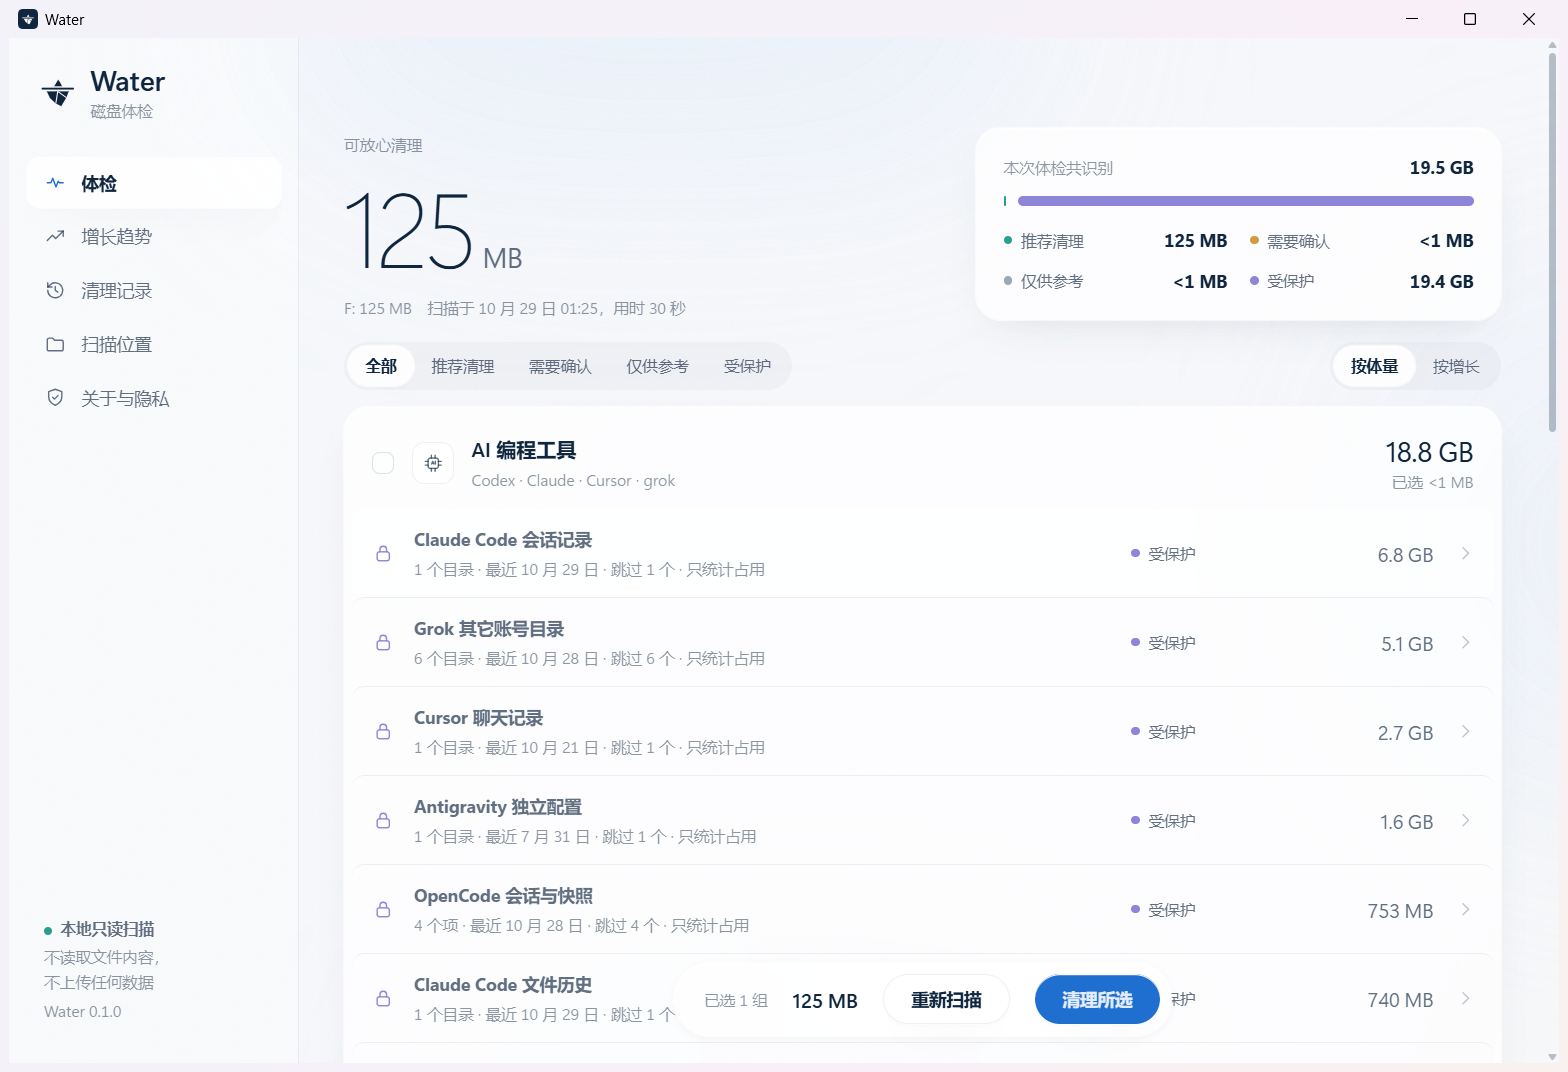 Water
Water
磁盘体检
体检
增长趋势
清理记录
扫描位置
关于与隐私
本地只读扫描
不读取文件内容，
不上传任何数据
Water 0.1.0
可放心清理
125 MB
F: 125 MB 扫描于 10 月 29 日 01:25，用时 30 秒
本次体检共识别 19.5 GB
推荐清理 125 MB 需要确认 <1 MB
仅供参考 <1 MB 受保护 19.4 GB
全部 推荐清理 需要确认 仅供参考 受保护 按体量 按增长
AI 编程工具 18.8 GB
Codex · Claude · Cursor · grok 已选 <1 MB
Claude Code 会话记录
1 个目录 · 最近 10 月 29 日 · 跳过 1 个 · 只统计占用
受保护 6.8 GB
Grok 其它账号目录
6 个目录 · 最近 10 月 28 日 · 跳过 6 个 · 只统计占用
受保护 5.1 GB
Cursor 聊天记录
1 个目录 · 最近 10 月 21 日 · 跳过 1 个 · 只统计占用
受保护 2.7 GB
Antigravity 独立配置
1 个目录 · 最近 7 月 31 日 · 跳过 1 个 · 只统计占用
受保护 1.6 GB
OpenCode 会话与快照
4 个项 · 最近 10 月 28 日 · 跳过 4 个 · 只统计占用
受保护 753 MB
Claude Code 文件历史
1 个目录 · 最近 10 月 29 日 · 跳过 1 个
护 740 MB
已选 1 组 125 MB 重新扫描 清理所选